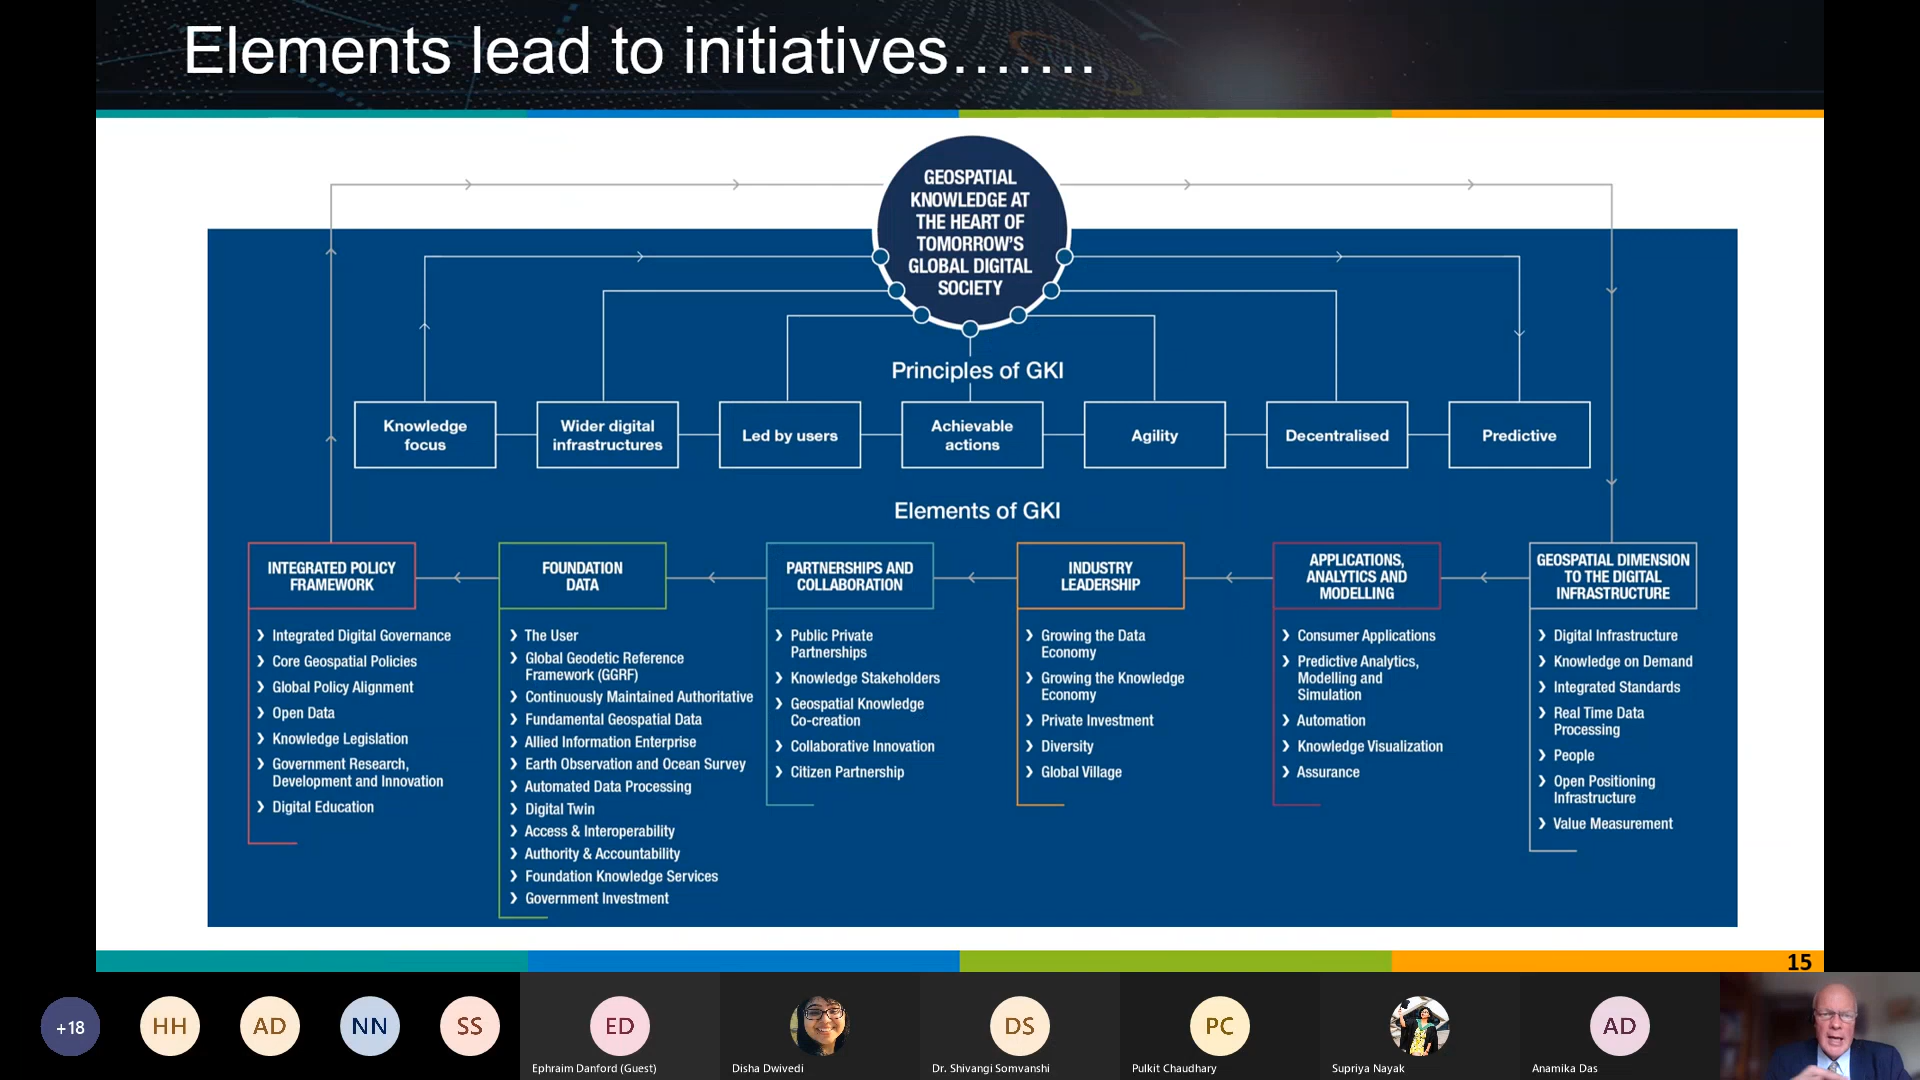 Elements lead to initiatives.......
GEOSPATIAL
KNOWLEDGE AT
THE HEART OF
TOMORROW'S
GLOBAL DIGITAL
SOCIETY
Principles of GKI
Knowledge
focus
Wider digital
infrastructures
Led by users
Achievable
actions
Agility
Decentralised
Predictive
Elements of GKI
INTEGRATED POLICY
FRAMEWORK
❯ Integrated Digital Governance
❯ Core Geospatial Policies
❯ Global Policy Alignment
❯ Open Data
❯ Knowledge Legislation
❯ Government Research,
Development and Innovation
❯ Digital Education
FOUNDATION
DATA
❯ The User
❯ Global Geodetic Reference
Framework (GGRF)
❯ Continuously Maintained Authoritative
❯ Fundamental Geospatial Data
❯ Allied Information Enterprise
❯ Earth Observation and Ocean Survey
❯ Automated Data Processing
❯ Digital Twin
❯ Access & Interoperability
❯ Authority & Accountability
❯ Foundation Knowledge Services
❯ Government Investment
PARTNERSHIPS AND
COLLABORATION
❯ Public Private
Partnerships
❯ Knowledge Stakeholders
❯ Geospatial Knowledge
Co-creation
❯ Collaborative Innovation
❯ Citizen Partnership
INDUSTRY
LEADERSHIP
❯ Growing the Data
Economy
❯ Growing the Knowledge
Economy
❯ Private Investment
❯ Diversity
❯ Global Village
APPLICATIONS,
ANALYTICS AND
MODELLING
❯ Consumer Applications
❯ Predictive Analytics,
Modelling and
Simulation
❯ Automation
❯ Knowledge Visualization
❯ Assurance
GEOSPATIAL DIMENSION
TO THE DIGITAL
INFRASTRUCTURE
❯ Digital Infrastructure
❯ Knowledge on Demand
❯ Integrated Standards
❯ Real Time Data
Processing
❯ People
❯ Open Positioning
Infrastructure
❯ Value Measurement
15
+18
HH
AD
NN
SS
ED
Ephraim Danford (Guest)
Disha Dwivedi
DS
Dr. Shivangi Somvanshi
PC
Pulkit Chaudhary
Supriya Nayak
AD
Anamika Das